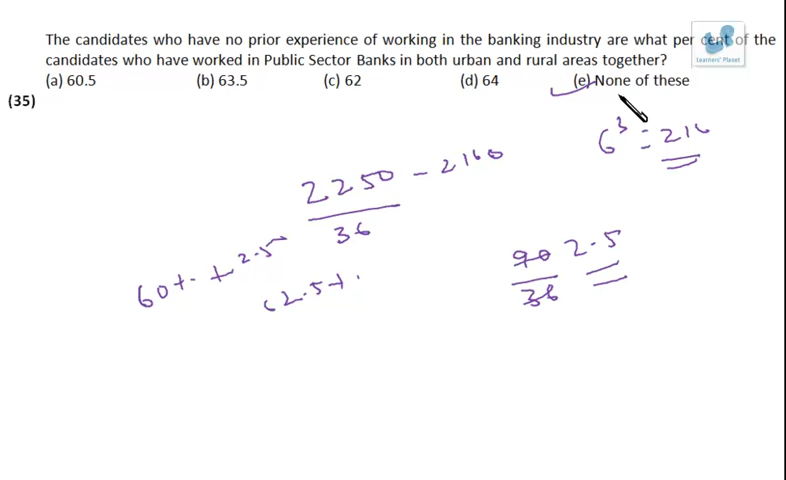 The candidates who have no prior experience of working in the banking industry are what per cent of the
candidates who have worked in Public Sector Banks in both urban and rural areas together?
Learners' Planet
(a) 60.5 (b) 63.5 (c) 62 (d) 64 (e) None of these
(35)
6³ = 216
2250 - 2160
36
90 2.5
36
60+. + 2.5
62.5+.